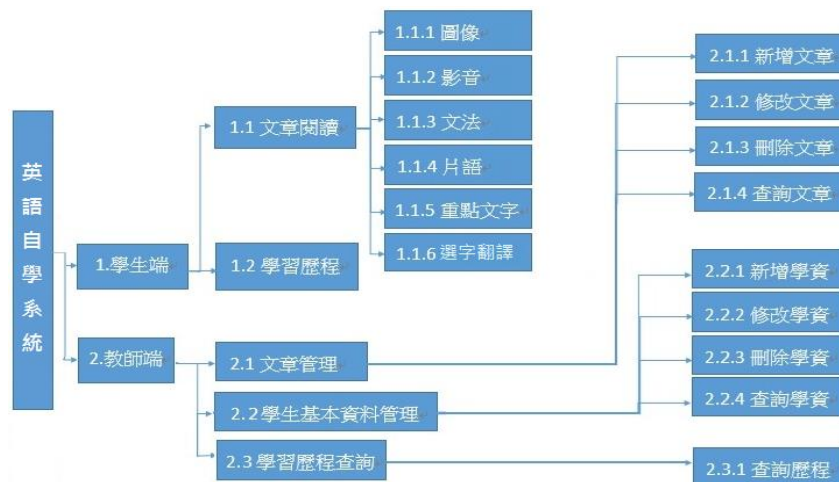 英語自學系統
1.學生端
1.1 文章閱讀
1.1.1 圖像
1.1.2 影音
1.1.3 文法
1.1.4 片語
1.1.5 重點文字
1.1.6 選字翻譯
1.2 學習歷程
2.教師端
2.1 文章管理
2.1.1 新增文章
2.1.2 修改文章
2.1.3 刪除文章
2.1.4 查詢文章
2.2學生基本資料管理
2.2.1 新增學資
2.2.2 修改學資
2.2.3 刪除學資
2.2.4 查詢學資
2.3 學習歷程查詢
2.3.1 查詢歷程